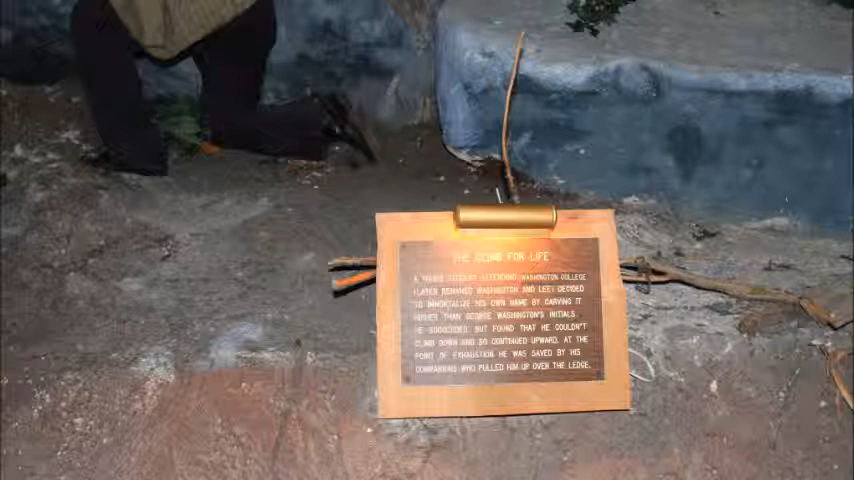 THE CLIMB FOR LIFE
A YOUNG STUDENT ATTENDING WASHINGTON COLLEGE
(LATER RENAMED WASHINGTON AND LEE) DECIDED
TO IMMORTALIZE HIS OWN NAME BY CARVING IT
HIGHER THAN GEORGE WASHINGTON'S INITIALS.
HE SUCCEEDED, BUT FOUND THAT HE COULDN'T
CLIMB DOWN AND SO CONTINUED UPWARD. AT THE
POINT OF EXHAUSTION HE WAS SAVED BY HIS
COMPANIONS WHO PULLED HIM UP OVER THE LEDGE.